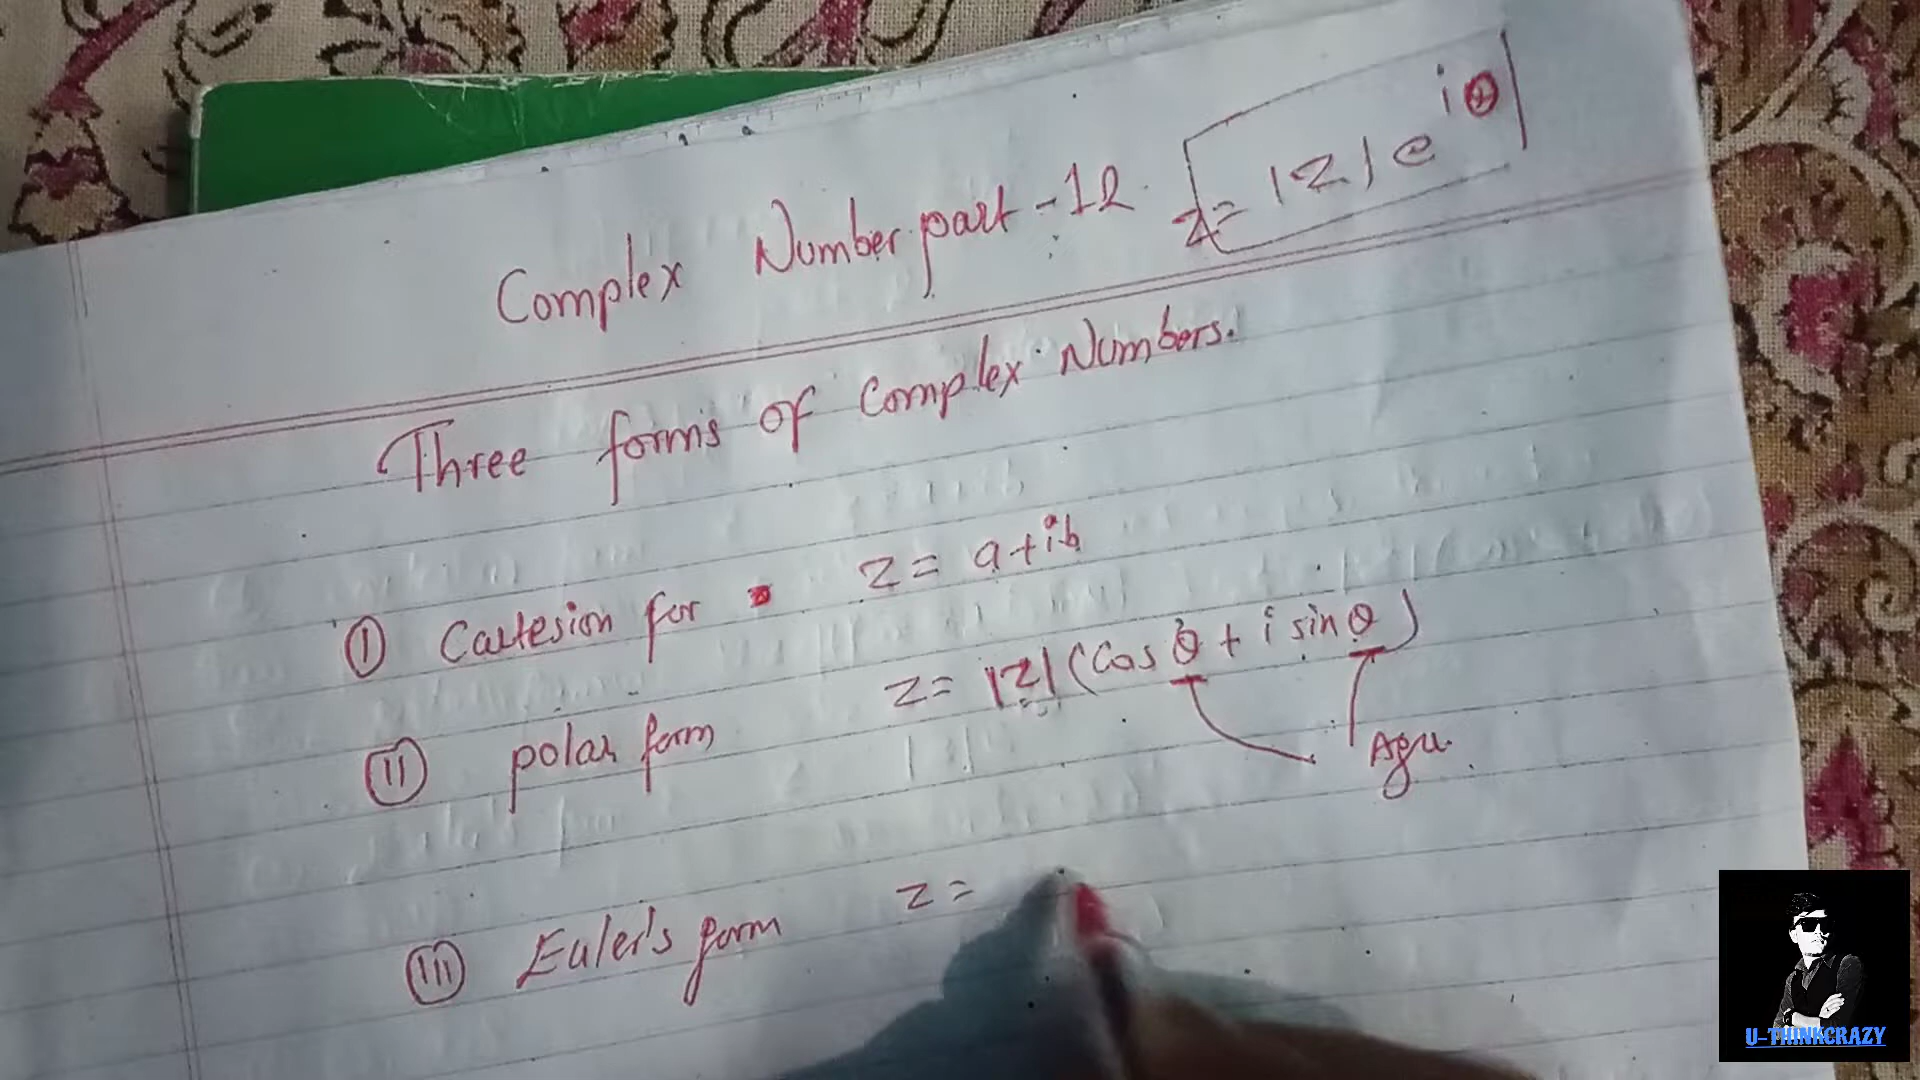 Complex Number part - 12
z = |z| e^{iθ}
Three forms of Complex Numbers.
(I) Cartesion for z = a+ib
(II) polar form z = |z| (Cos θ + i sin θ)
Agu.
(III) Euler's form z =
U-THINKCRAZY